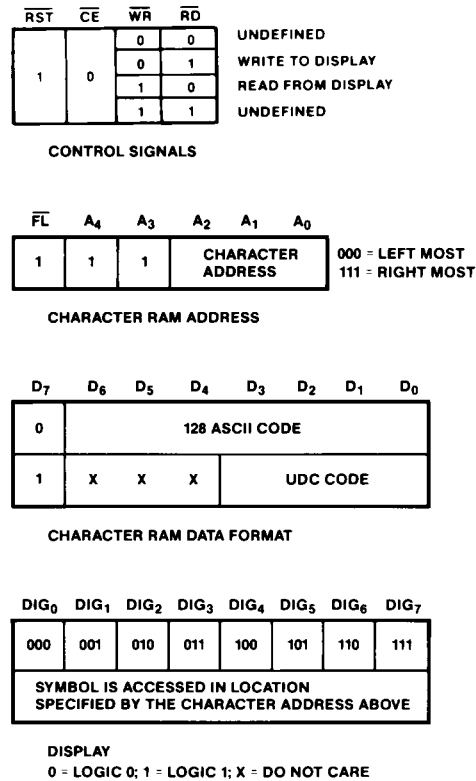 RST CE WR RD
0 0 UNDEFINED
1 0 0 1 WRITE TO DISPLAY
1 0 READ FROM DISPLAY
1 1 UNDEFINED
CONTROL SIGNALS
FL A4 A3 A2 A1 A0
1 1 1 CHARACTER ADDRESS 000 = LEFT MOST
111 = RIGHT MOST
CHARACTER RAM ADDRESS
D7 D6 D5 D4 D3 D2 D1 D0
0 128 ASCII CODE
1 X X X UDC CODE
CHARACTER RAM DATA FORMAT
DIG0 DIG1 DIG2 DIG3 DIG4 DIG5 DIG6 DIG7
000 001 010 011 100 101 110 111
SYMBOL IS ACCESSED IN LOCATION
SPECIFIED BY THE CHARACTER ADDRESS ABOVE
DISPLAY
0 = LOGIC 0; 1 = LOGIC 1; X = DO NOT CARE